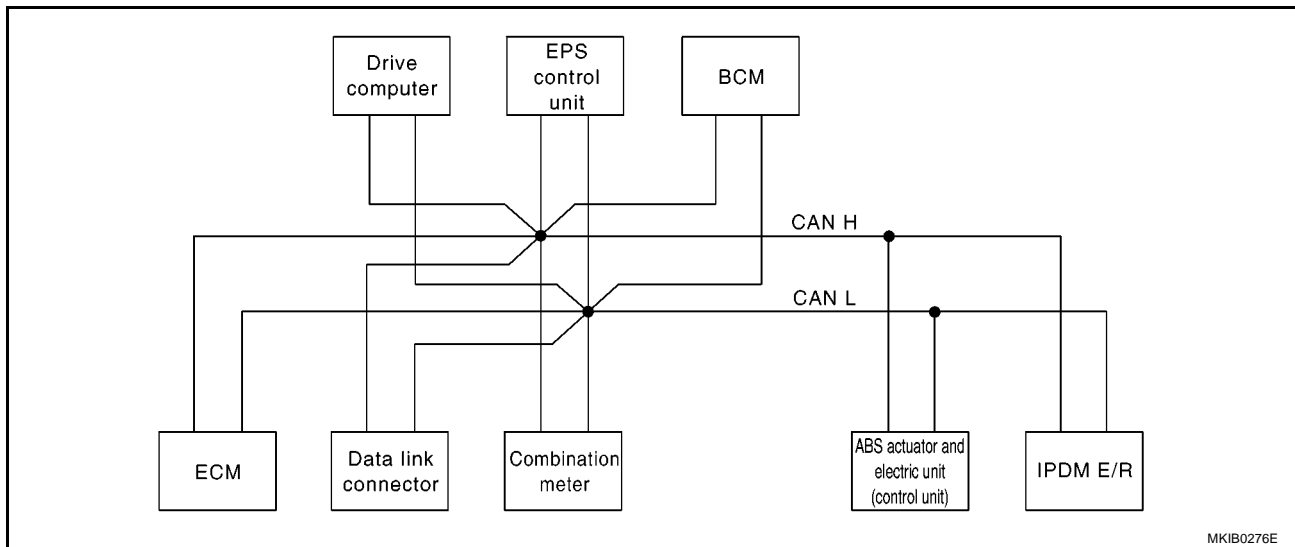 Drive
computer
EPS
control
unit
BCM
CAN H
CAN L
ECM
Data link
connector
Combination
meter
ABS actuator and
electric unit
(control unit)
IPDM E/R
MKIB0276E